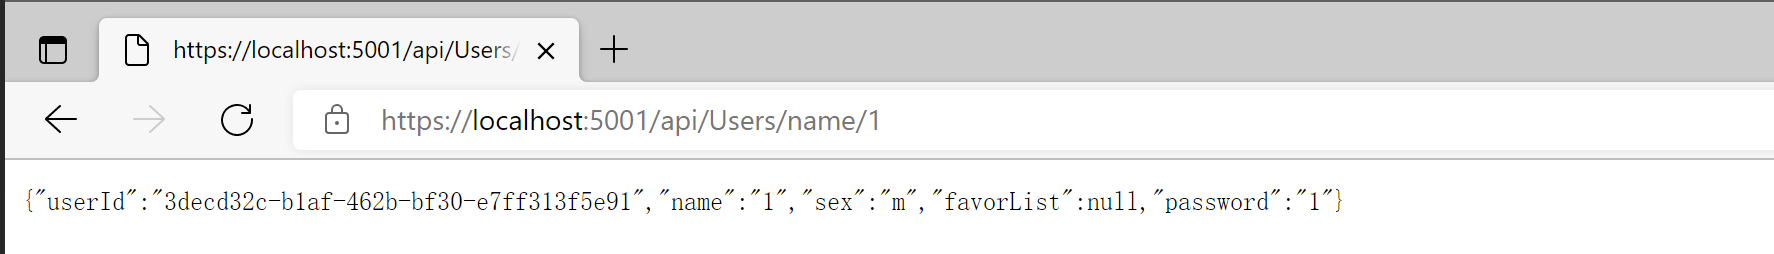 https://localhost:5001/api/Users/
https://localhost:5001/api/Users/name/1
{"userId":"3decd32c-b1af-462b-bf30-e7ff313f5e91","name":"1","sex":"m","favorList":null,"password":"1"}